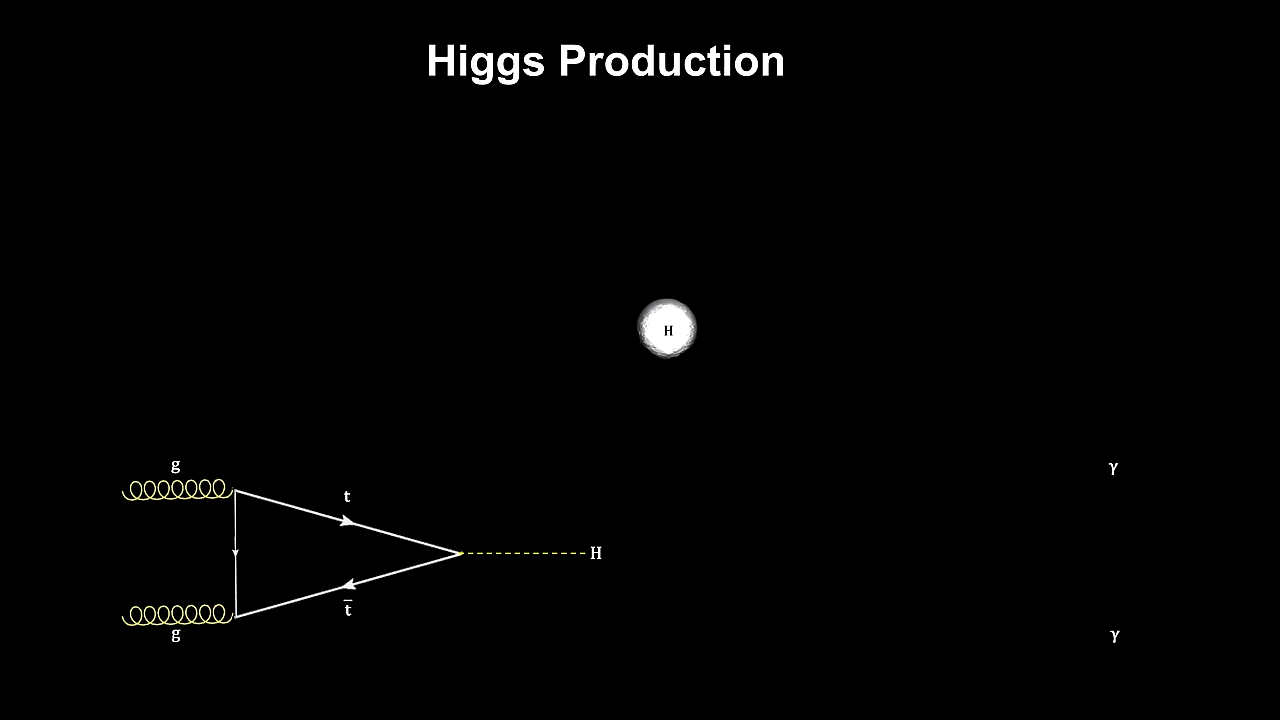 Higgs Production
H
g
γ
t
H
t̅
g
γ